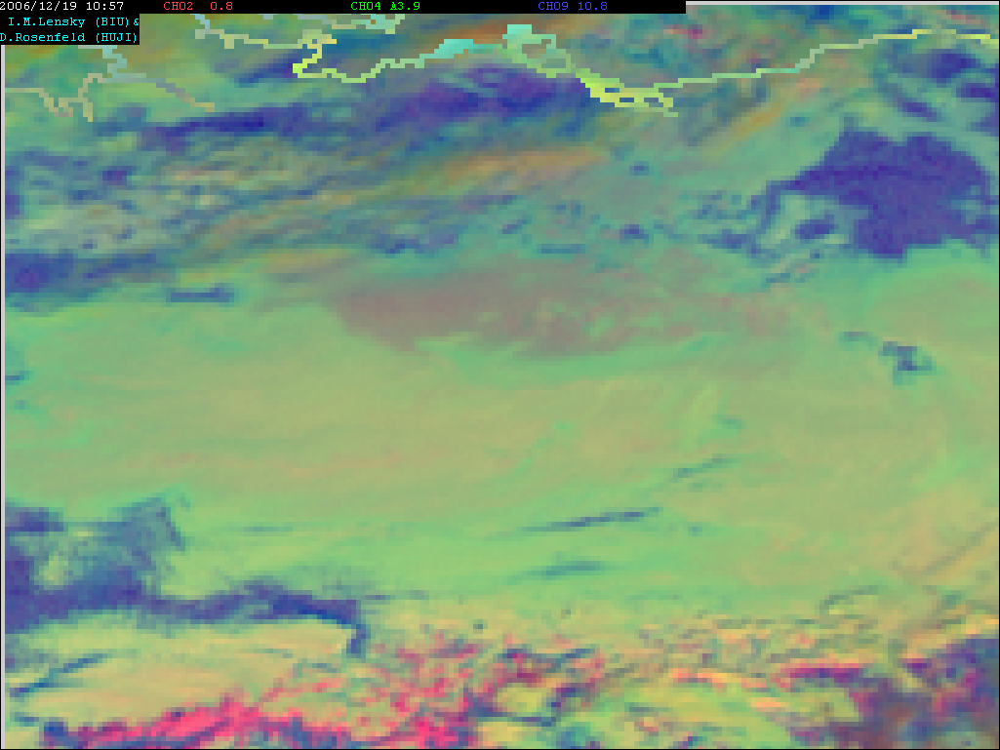 2006/12/19 10:57 CH02 0.8 CH04 A3.9 CH09 10.8
I.M.Lensky (BIU)&
D.Rosenfeld (HUJI)